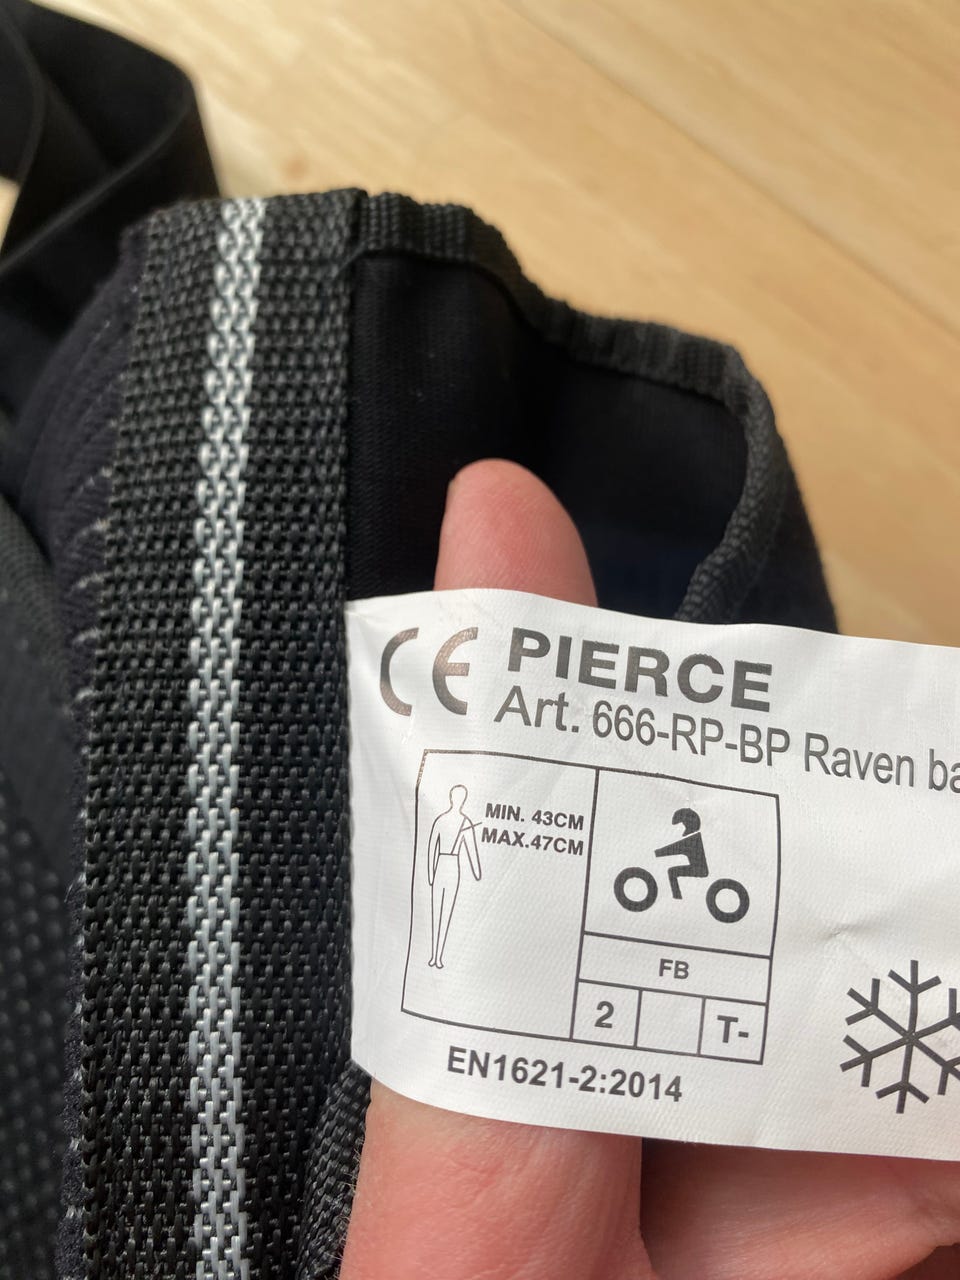 CE PIERCE
Art. 666-RP-BP Raven ba
MIN. 43CM
MAX.47CM
FB
2
T-
EN1621-2:2014